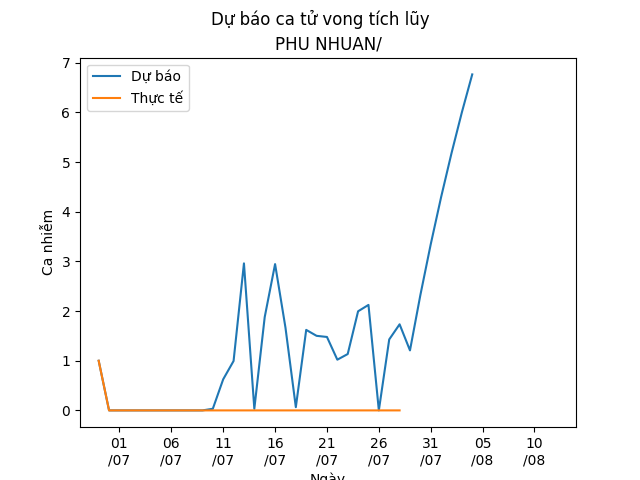 Dự báo ca tử vong tích lũy
PHU NHUAN/
Dự báo
Thực tế
Ca nhiễm
7
6
5
4
3
2
1
0
01 06 11 16 21 26 31 05 10
/07 /07 /07 /07 /07 /07 /07 /08 /08
Ngày